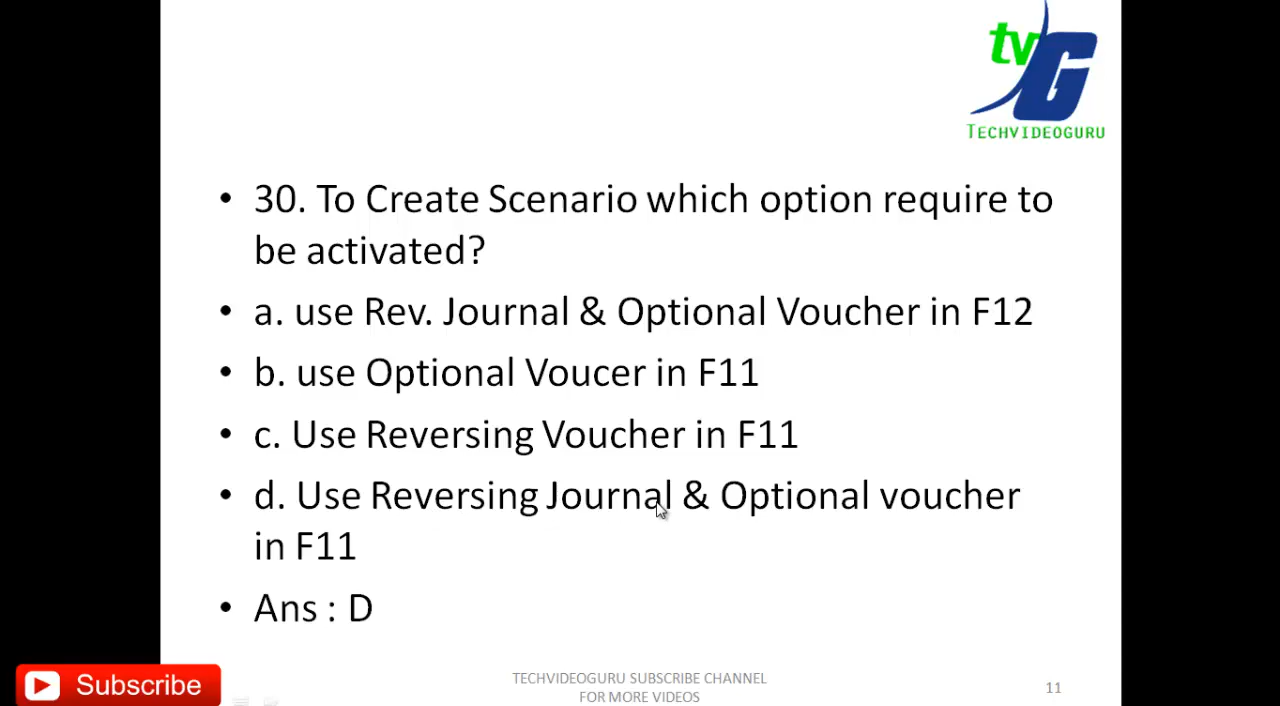 tvG
TECHVIDEOGURU
• 30. To Create Scenario which option require to
be activated?
• a. use Rev. Journal & Optional Voucher in F12
• b. use Optional Voucer in F11
• c. Use Reversing Voucher in F11
• d. Use Reversing Journal & Optional voucher
in F11
• Ans : D
Subscribe
TECHVIDEOGURU SUBSCRIBE CHANNEL
FOR MORE VIDEOS
11